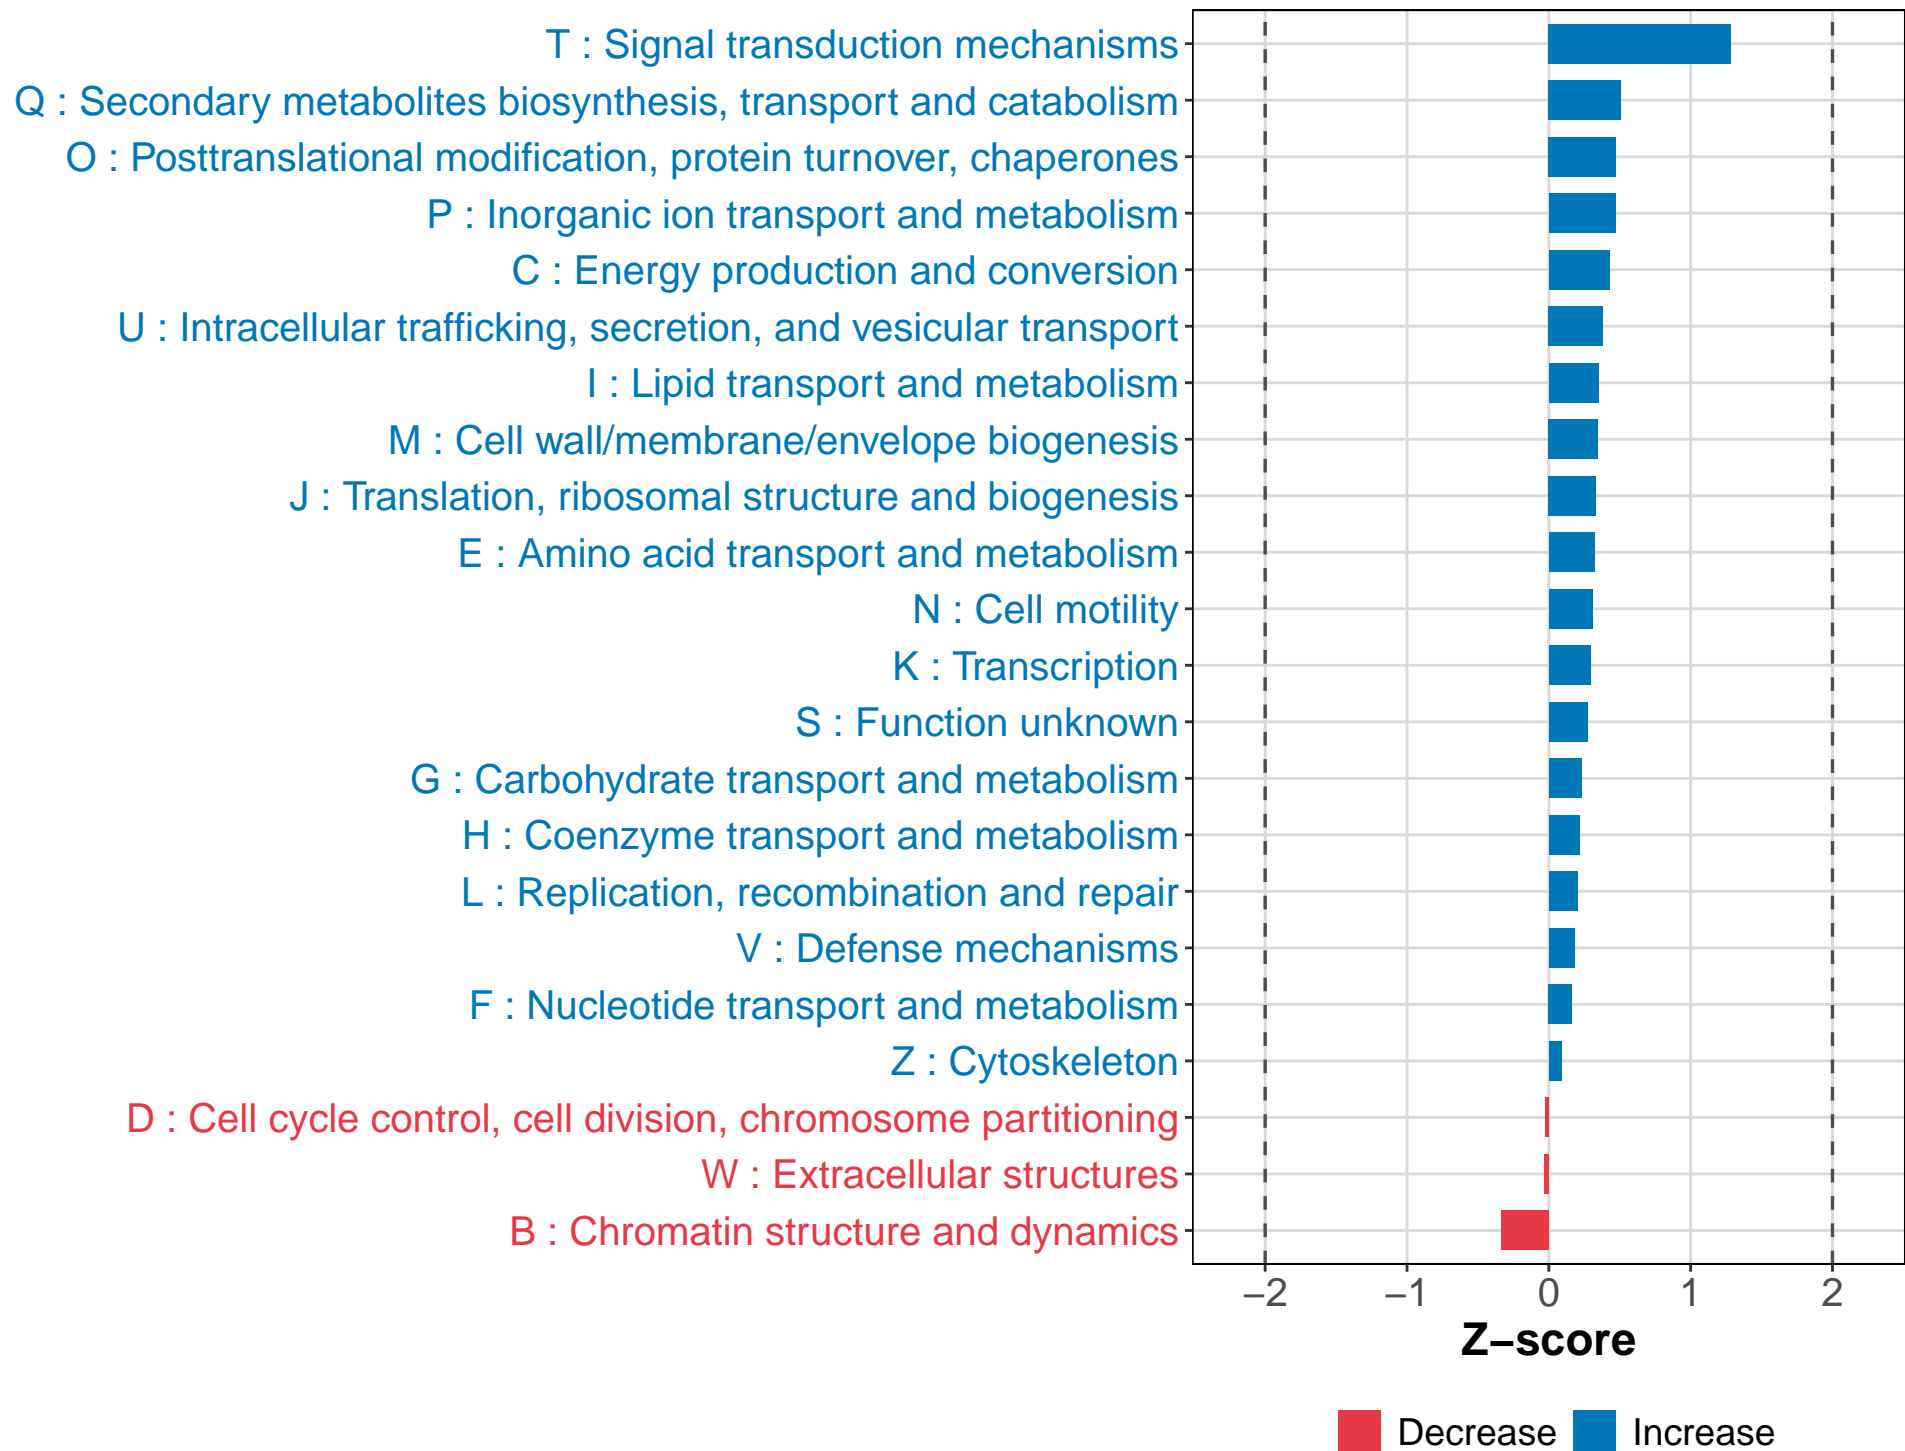 T : Signal transduction mechanisms
Q : Secondary metabolites biosynthesis, transport and catabolism
O : Posttranslational modification, protein turnover, chaperones
P : Inorganic ion transport and metabolism
C : Energy production and conversion
U : Intracellular trafficking, secretion, and vesicular transport
I : Lipid transport and metabolism
M : Cell wall/membrane/envelope biogenesis
J : Translation, ribosomal structure and biogenesis
E : Amino acid transport and metabolism
N : Cell motility
K : Transcription
S : Function unknown
G : Carbohydrate transport and metabolism
H : Coenzyme transport and metabolism
L : Replication, recombination and repair
V : Defense mechanisms
F : Nucleotide transport and metabolism
Z : Cytoskeleton
D : Cell cycle control, cell division, chromosome partitioning
W : Extracellular structures
B : Chromatin structure and dynamics
−2 −1 0 1 2
Z−score
Decrease Increase